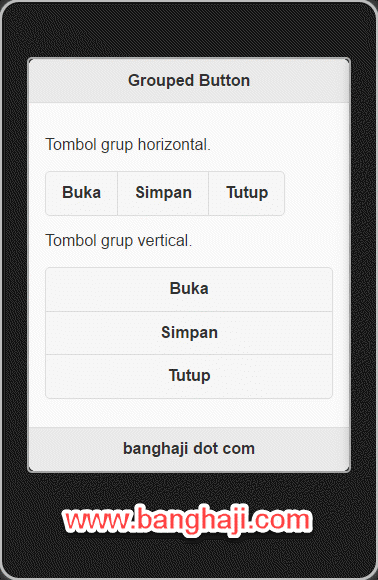 Grouped Button
Tombol grup horizontal.
Buka Simpan Tutup
Tombol grup vertical.
Buka
Simpan
Tutup
banghaji dot com
www.banghaji.com